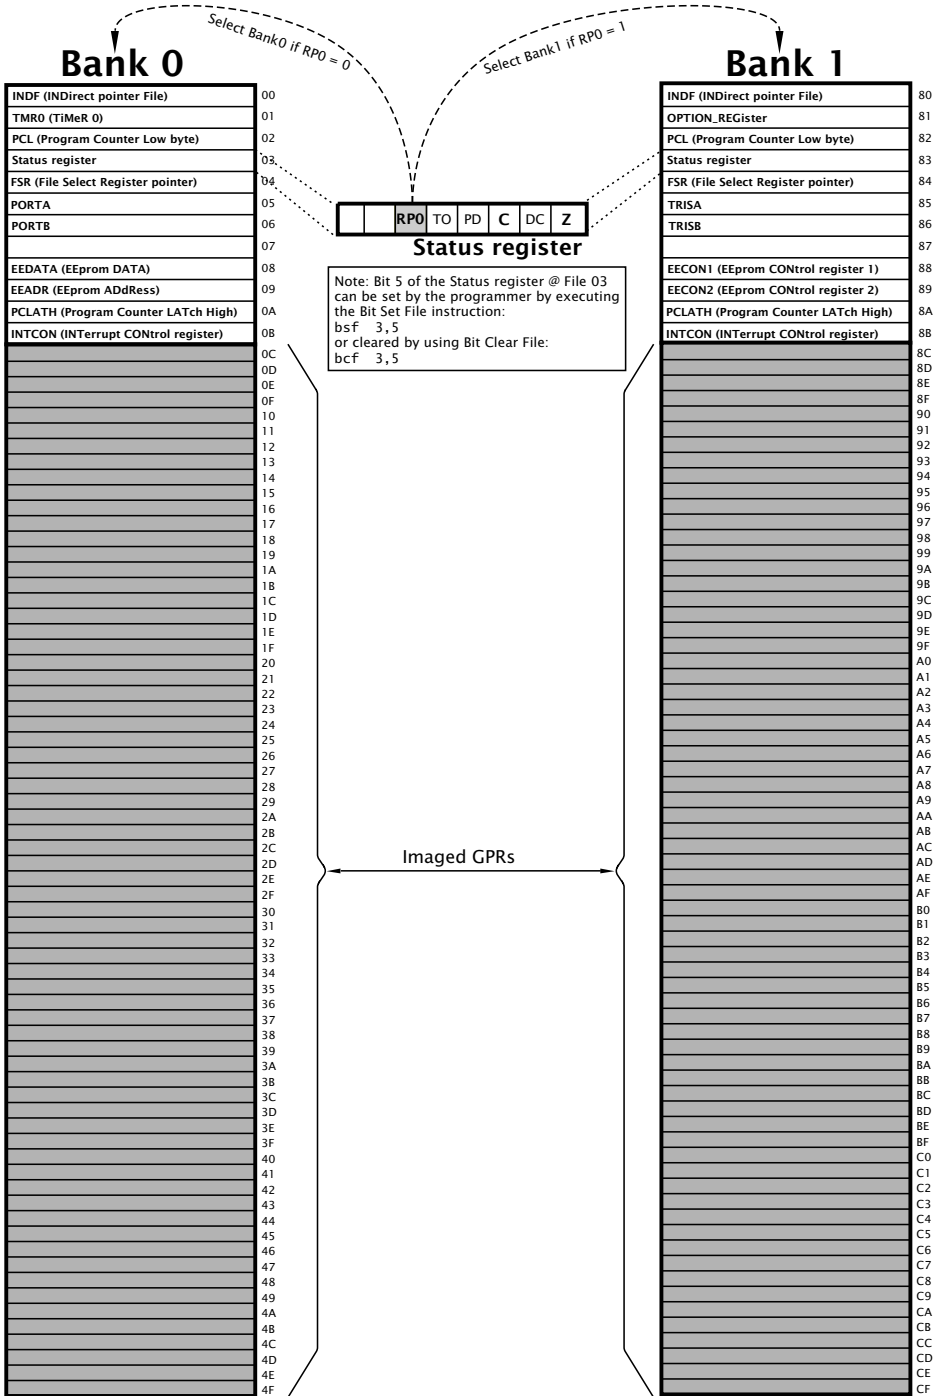 Select Bank0 if RP0 = 0
Select Bank1 if RP0 = 1
Bank 0
Bank 1
INDF (INDirect pointer File) 00
TMR0 (TiMeR 0) 01
PCL (Program Counter Low byte) 02
Status register 03
FSR (File Select Register pointer) 04
PORTA 05
PORTB 06
07
EEDATA (EEprom DATA) 08
EEADR (EEprom ADdRess) 09
PCLATH (Program Counter LATch High) 0A
INTCON (INTerrupt CONtrol register) 0B
0C
0D
0E
0F
10
11
12
13
14
15
16
17
18
19
1A
1B
1C
1D
1E
1F
20
21
22
23
24
25
26
27
28
29
2A
2B
2C
2D
2E
2F
30
31
32
33
34
35
36
37
38
39
3A
3B
3C
3D
3E
3F
40
41
42
43
44
45
46
47
48
49
4A
4B
4C
4D
4E
4F
RP0 TO PD C DC Z
Status register
Note: Bit 5 of the Status register @ File 03
can be set by the programmer by executing
the Bit Set File instruction:
bsf 3,5
or cleared by using Bit Clear File:
bcf 3,5
Imaged GPRs
INDF (INDirect pointer File) 80
OPTION_REGister 81
PCL (Program Counter Low byte) 82
Status register 83
FSR (File Select Register pointer) 84
TRISA 85
TRISB 86
87
EECON1 (EEprom CONtrol register 1) 88
EECON2 (EEprom CONtrol register 2) 89
PCLATH (Program Counter LATch High) 8A
INTCON (INTerrupt CONtrol register) 8B
8C
8D
8E
8F
90
91
92
93
94
95
96
97
98
99
9A
9B
9C
9D
9E
9F
A0
A1
A2
A3
A4
A5
A6
A7
A8
A9
AA
AB
AC
AD
AE
AF
B0
B1
B2
B3
B4
B5
B6
B7
B8
B9
BA
BB
BC
BD
BE
BF
C0
C1
C2
C3
C4
C5
C6
C7
C8
C9
CA
CB
CC
CD
CE
CF